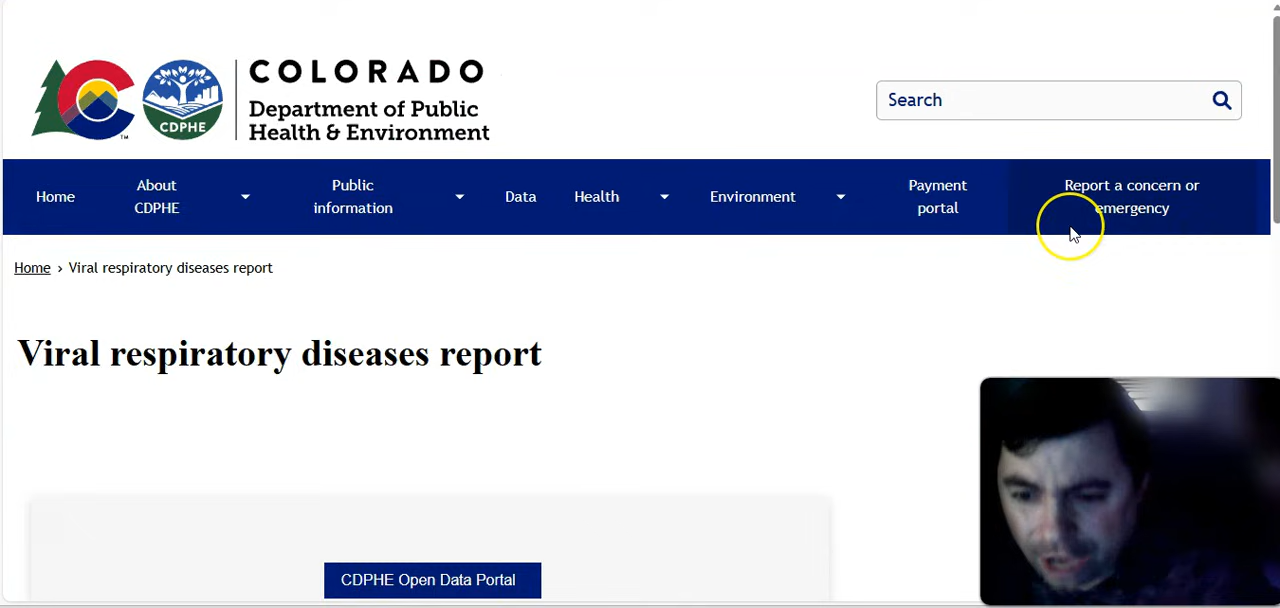 COLORADO
Department of Public
Health & Environment
CDPHE
TM
Search
Home
About
CDPHE
Public
information
Data
Health
Environment
Payment
portal
Report a concern or
emergency
Home › Viral respiratory diseases report
Viral respiratory diseases report
CDPHE Open Data Portal